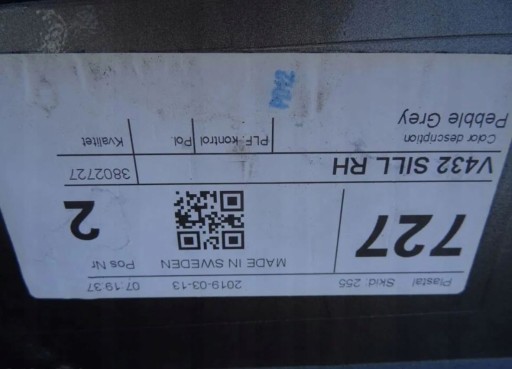 Plastal Skid: 255 2019-03-13 07:19:37
727 MADE IN SWEDEN Pos Nr 2
V432 SILL RH 3802727
Color description PLF: kontrol Pol Kvalitet
Pebble Grey